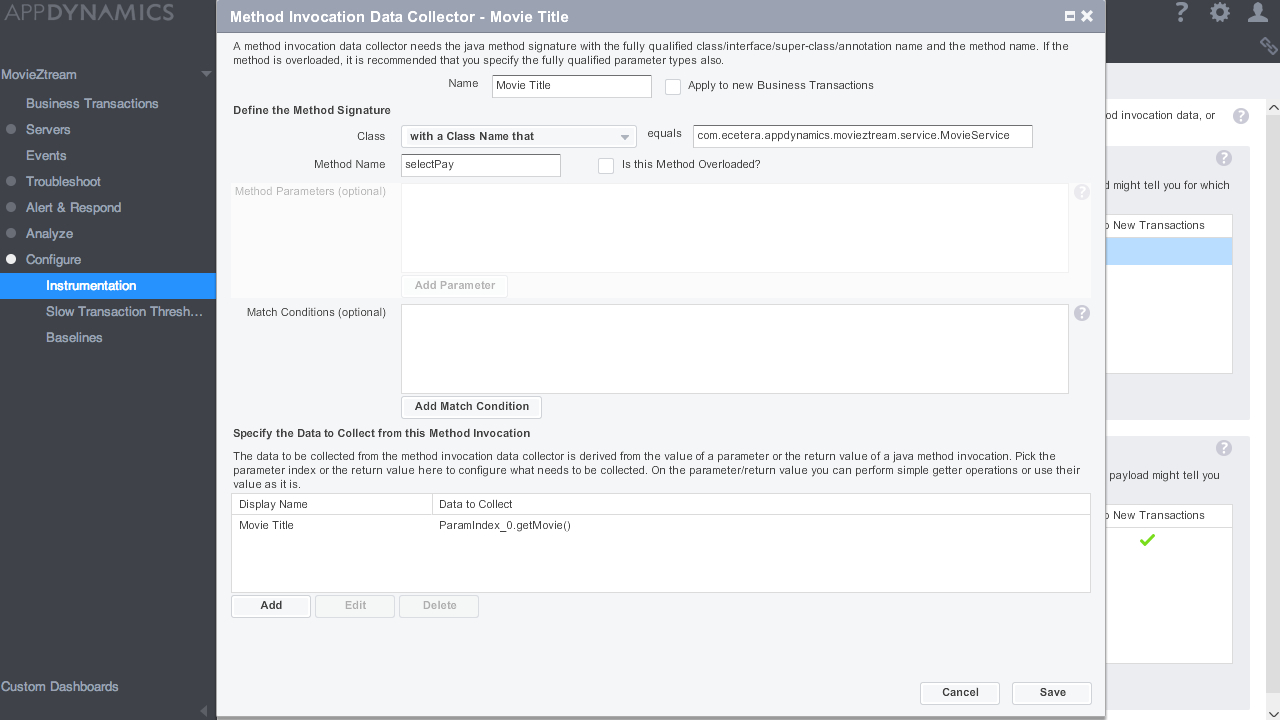 APPDYNAMICS
MovieZtream
Business Transactions
Servers
Events
Troubleshoot
Alert & Respond
Analyze
Configure
Instrumentation
Slow Transaction Thresh...
Baselines
Custom Dashboards
Method Invocation Data Collector - Movie Title
A method invocation data collector needs the java method signature with the fully qualified class/interface/super-class/annotation name and the method name. If the
method is overloaded, it is recommended that you specify the fully qualified parameter types also.
Name Movie Title Apply to new Business Transactions
Define the Method Signature
Class with a Class Name that equals com.ecetera.appdynamics.movieztream.service.MovieService
Method Name selectPay Is this Method Overloaded?
Method Parameters (optional) ?
Add Parameter
Match Conditions (optional) ?
Add Match Condition
Specify the Data to Collect from this Method Invocation
The data to be collected from the method invocation data collector is derived from the value of a parameter or the return value of a java method invocation. Pick the
parameter index or the return value here to configure what needs to be collected. On the parameter/return value you can perform simple getter operations or use their
value as it is.
Display Name Data to Collect
Movie Title ParamIndex_0.getMovie()
Add Edit Delete
Cancel Save
?
od invocation data, or ?
?
d might tell you for which
o New Transactions
?
payload might tell you
o New Transactions